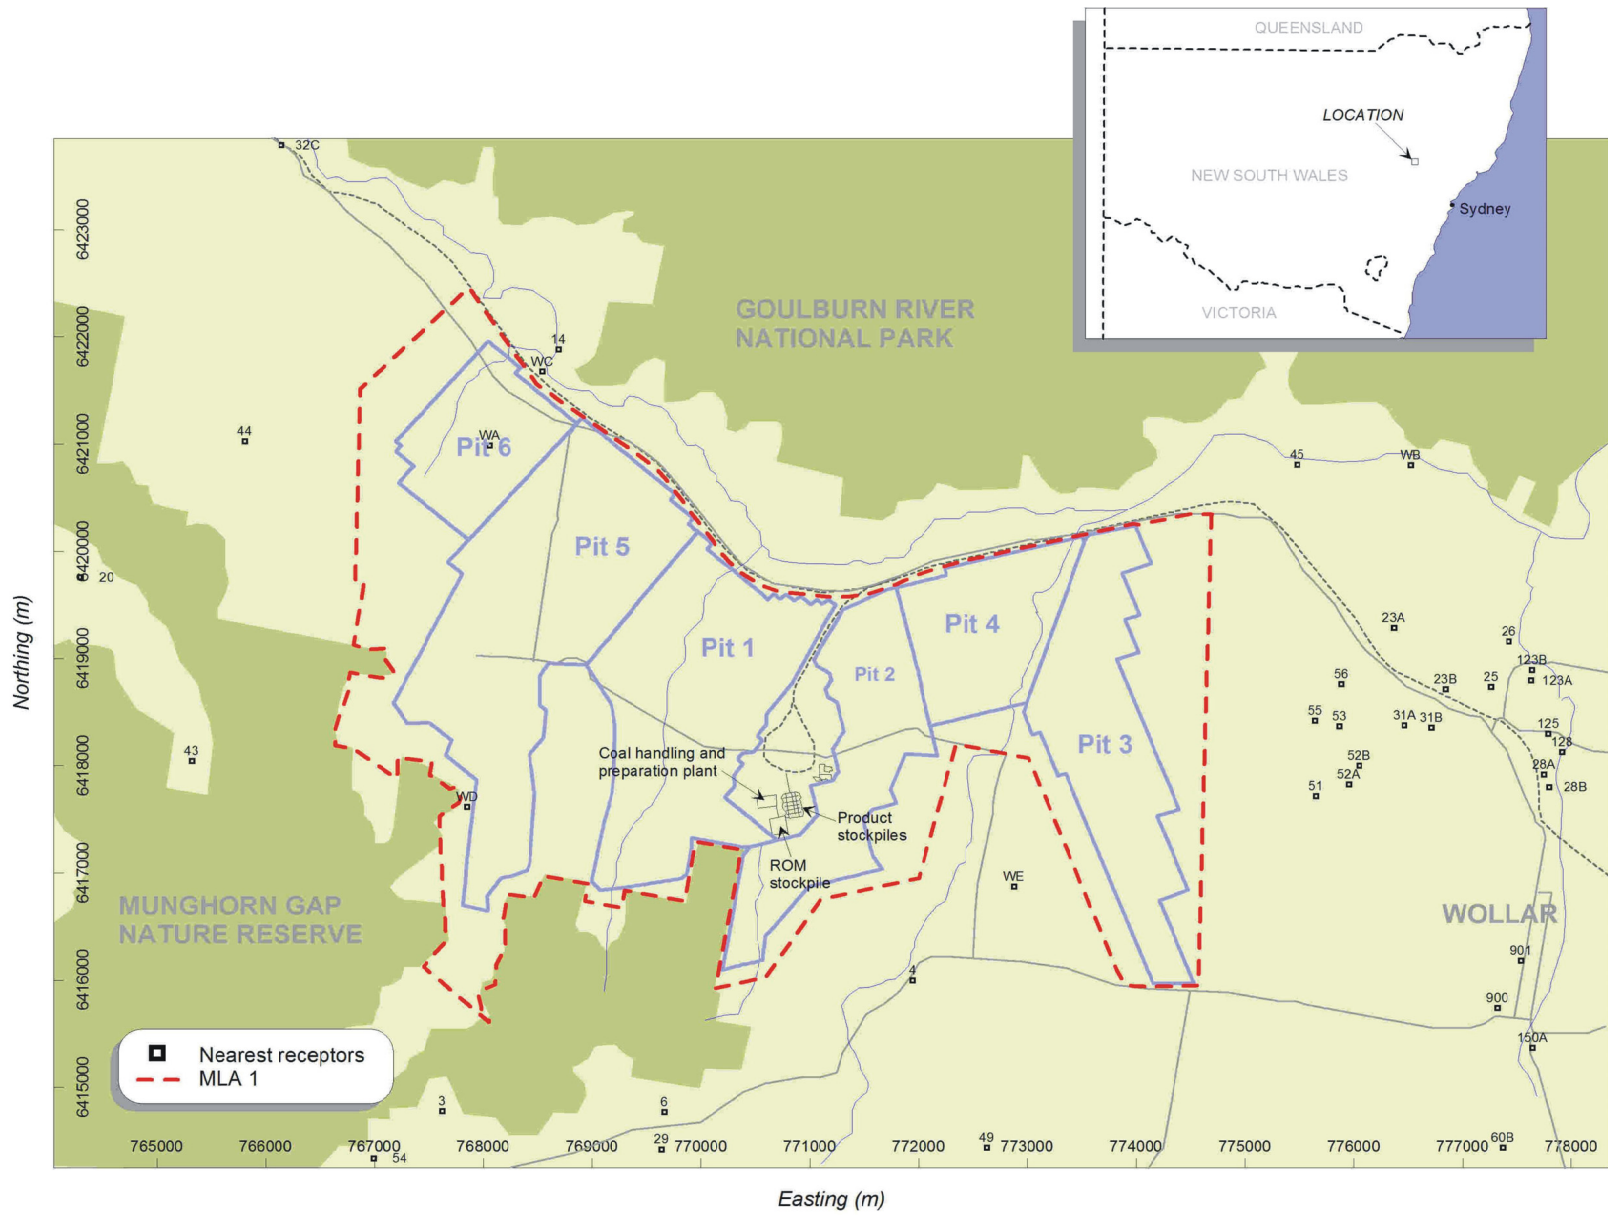 QUEENSLAND
LOCATION
NEW SOUTH WALES
Sydney
VICTORIA
32C
6423000
GOULBURN RIVER
NATIONAL PARK
6422000
14
WC
44
6421000
WA
Pit 6
45
WB
6420000
20
Pit 5
6419000
Pit 1
Pit 4
Pit 2
23A
26
123B
123A
56
23B
25
55
53
31A
31B
125
128
Pit 3
43
6418000
Coal handling and
preparation plant
52B
28A
52A
28B
51
WD
Product
stockpiles
ROM
stockpile
6417000
WE
MUNGHORN GAP
NATURE RESERVE
WOLLAR
901
4
6416000
900
150A
Nearest receptors
MLA 1
6415000
3
6
29
49
60B
54
765000
766000
767000
768000
769000
770000
771000
772000
773000
774000
775000
776000
777000
778000
Northing (m)
Easting (m)